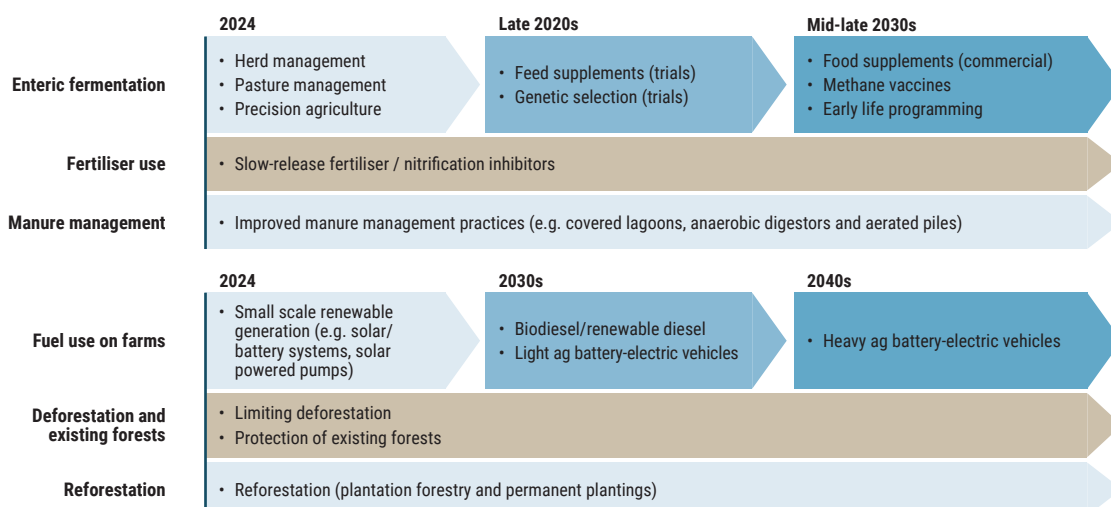 2024
Late 2020s
Mid-late 2030s
Enteric fermentation
• Herd management
• Pasture management
• Precision agriculture
• Feed supplements (trials)
• Genetic selection (trials)
• Food supplements (commercial)
• Methane vaccines
• Early life programming
Fertiliser use
• Slow-release fertiliser / nitrification inhibitors
Manure management
• Improved manure management practices (e.g. covered lagoons, anaerobic digestors and aerated piles)
2024
2030s
2040s
Fuel use on farms
• Small scale renewable
generation (e.g. solar/
battery systems, solar
powered pumps)
• Biodiesel/renewable diesel
• Light ag battery-electric vehicles
• Heavy ag battery-electric vehicles
Deforestation and
existing forests
• Limiting deforestation
• Protection of existing forests
Reforestation
• Reforestation (plantation forestry and permanent plantings)